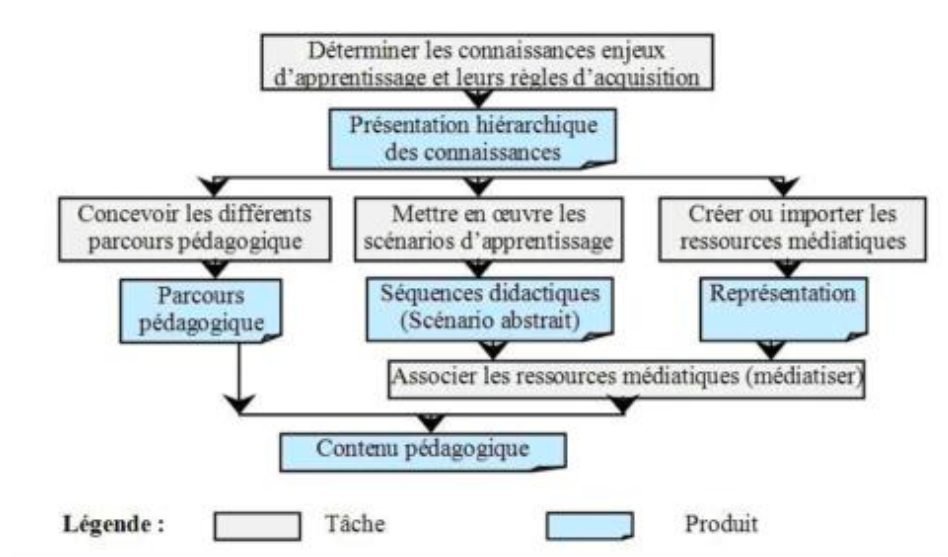 Déterminer les connaissances enjeux
d'apprentissage et leurs règles d'acquisition
Présentation hiérarchique
des connaissances
Concevoir les différents
parcours pédagogique
Mettre en œuvre les
scénarios d'apprentissage
Créer ou importer les
ressources médiatiques
Parcours
pédagogique
Séquences didactiques
(Scénario abstrait)
Représentation
Associer les ressources médiatiques (médiatiser)
Contenu pédagogique
Légende :
Tâche
Produit